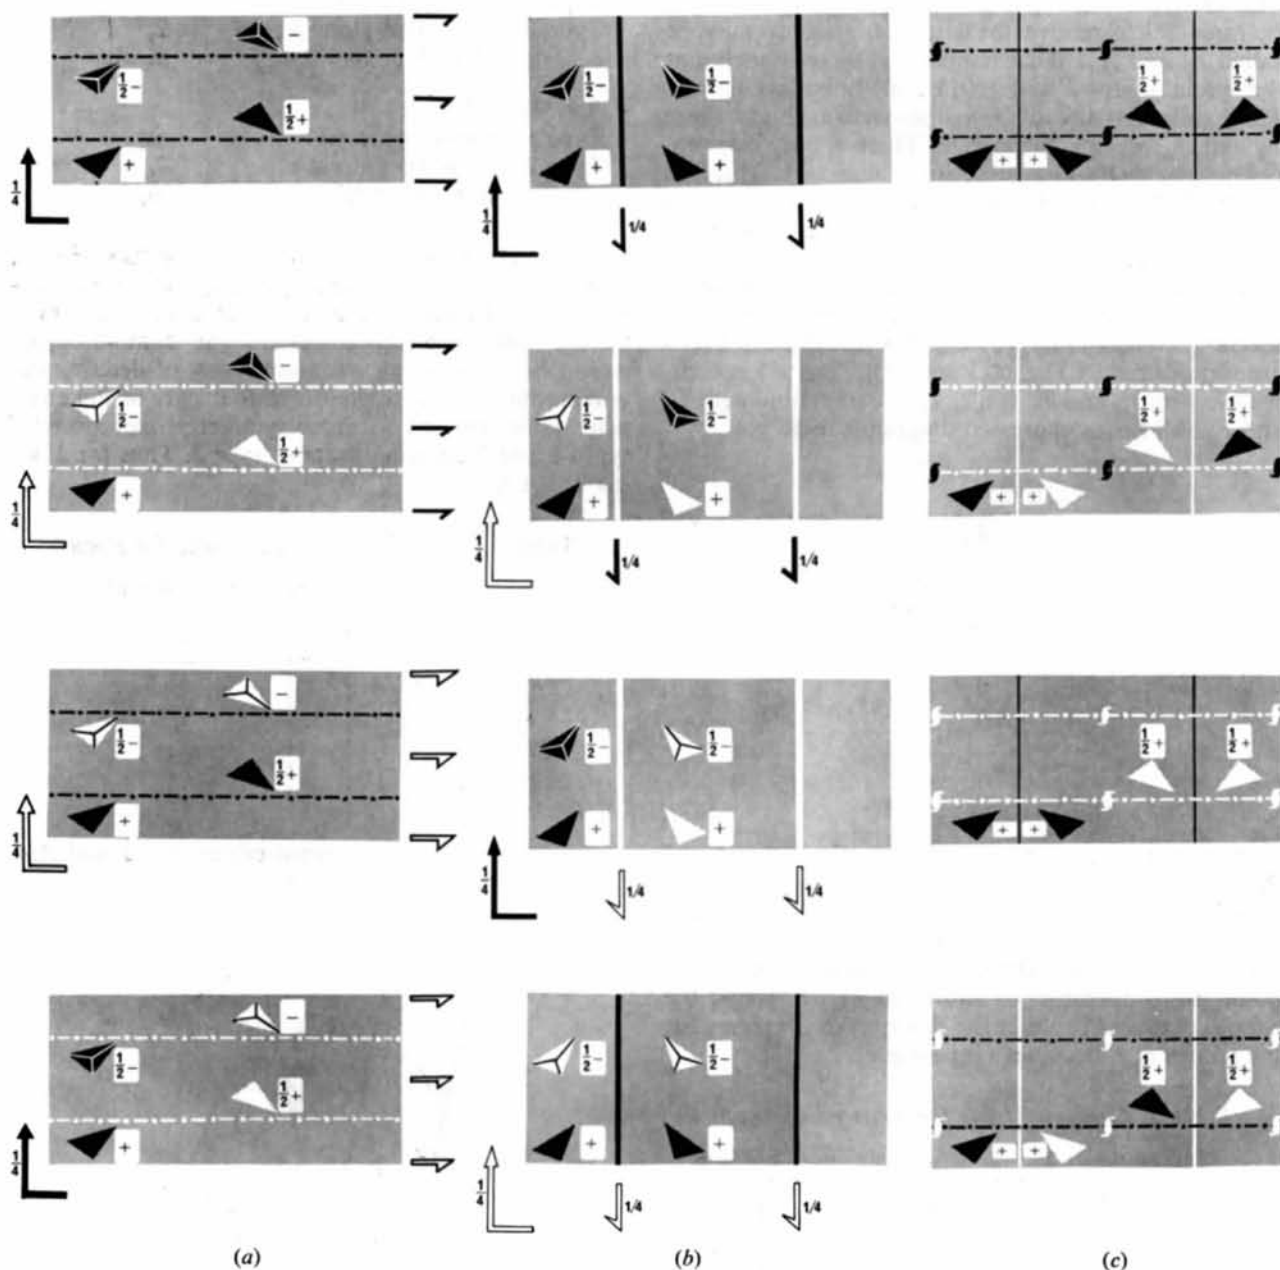 −
1/2− 1/2− 1/2− 1/2+ 1/2+
1/2+
+ + + + +
1/4 1/4 1/4 1/4
−
1/2− 1/2− 1/2− 1/2+ 1/2+
1/2+
+ + + + +
1/4 1/4 1/4 1/4
−
1/2− 1/2− 1/2− 1/2+ 1/2+
1/2+
+ + + + +
1/4 1/4 1/4 1/4
−
1/2− 1/2− 1/2− 1/2+ 1/2+
1/2+
+ + + + +
1/4 1/4 1/4 1/4
(a) (b) (c)